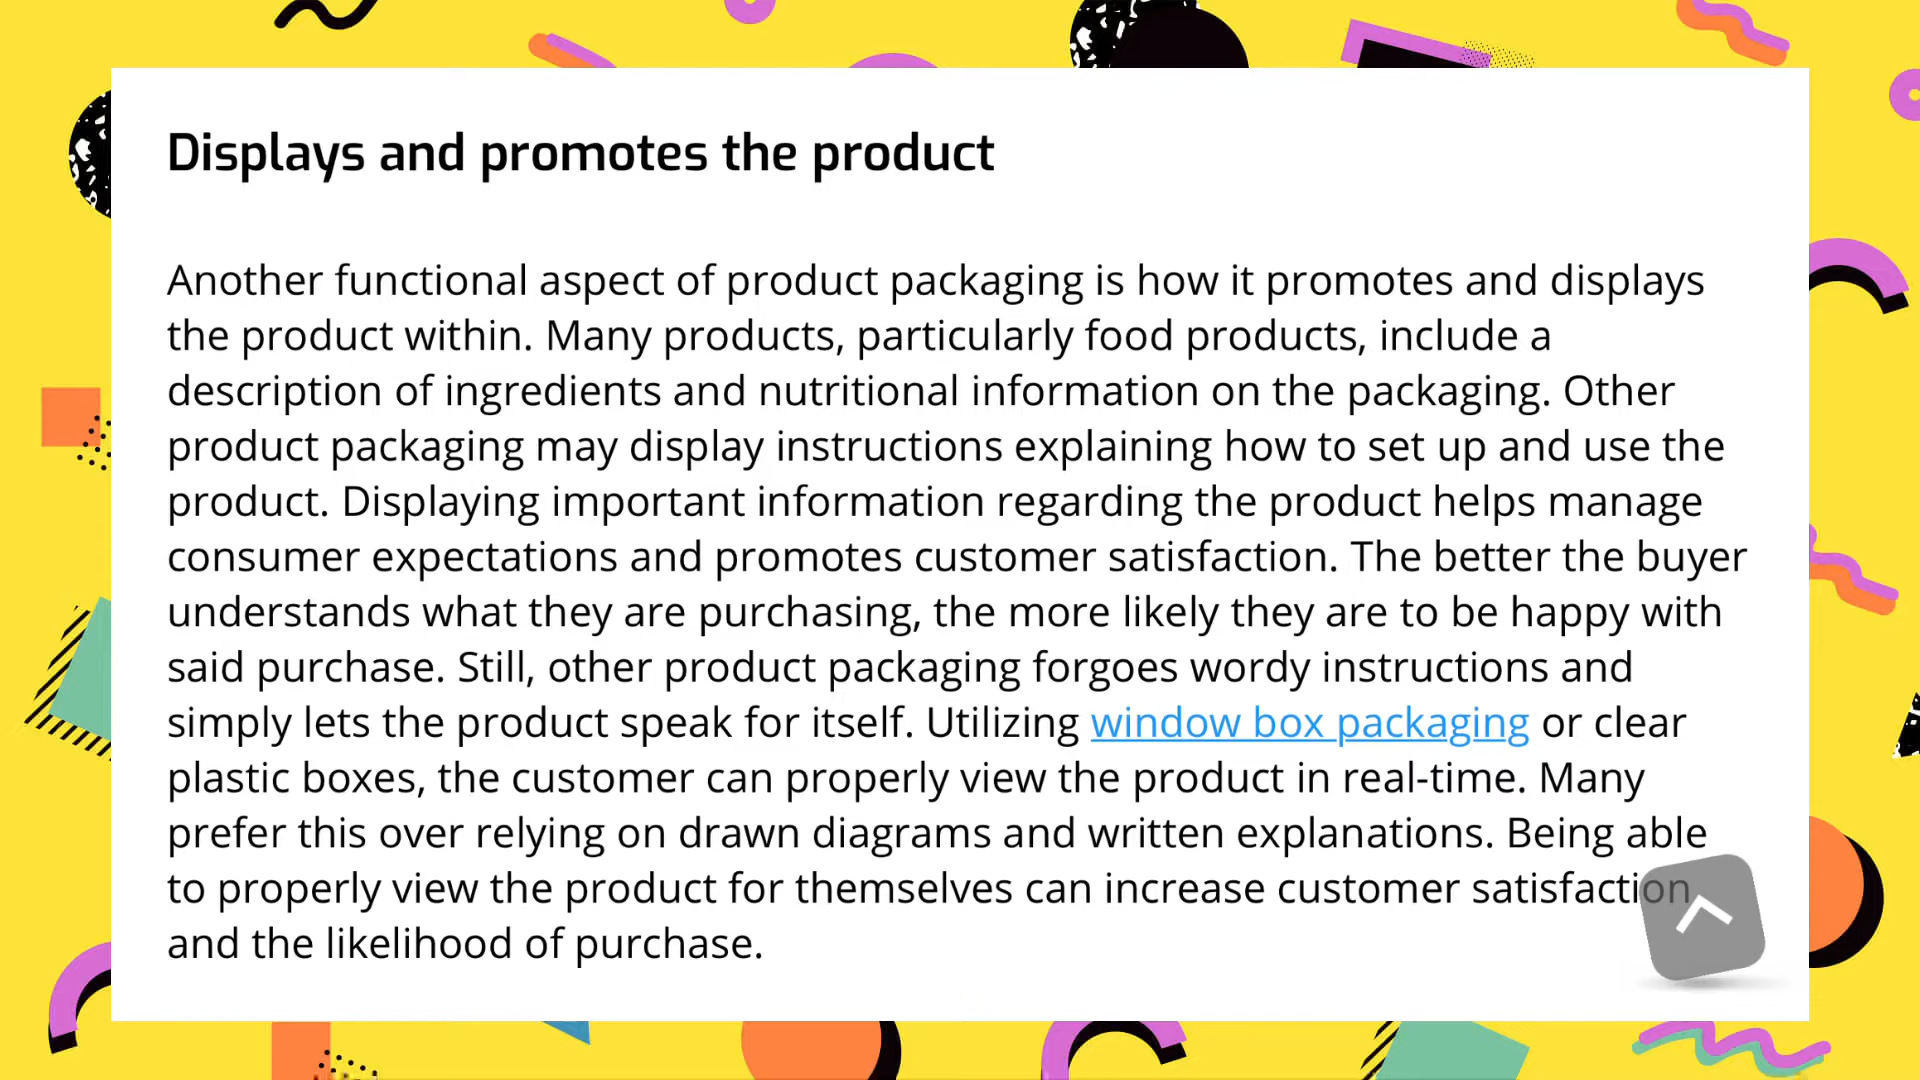 Displays and promotes the product
Another functional aspect of product packaging is how it promotes and displays
the product within. Many products, particularly food products, include a
description of ingredients and nutritional information on the packaging. Other
product packaging may display instructions explaining how to set up and use the
product. Displaying important information regarding the product helps manage
consumer expectations and promotes customer satisfaction. The better the buyer
understands what they are purchasing, the more likely they are to be happy with
said purchase. Still, other product packaging forgoes wordy instructions and
simply lets the product speak for itself. Utilizing window box packaging or clear
plastic boxes, the customer can properly view the product in real-time. Many
prefer this over relying on drawn diagrams and written explanations. Being able
to properly view the product for themselves can increase customer satisfaction
and the likelihood of purchase.